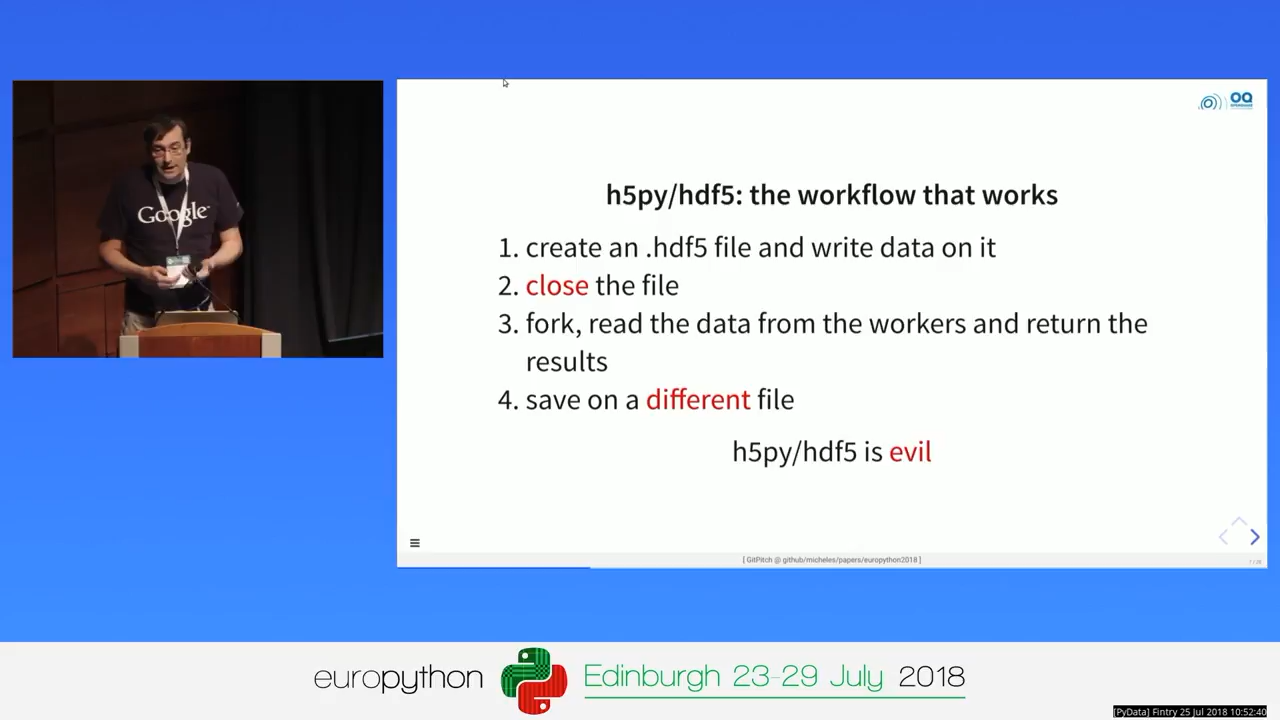 Google
OQ
h5py/hdf5: the workflow that works
1. create an .hdf5 file and write data on it
2. close the file
3. fork, read the data from the workers and return the
results
4. save on a different file
h5py/hdf5 is evil
[ GitPitch @ github/micheles/papers/europython2018 ]
europython
Edinburgh 23-29 July 2018
[PyData] Fintry 25 Jul 2018 10:52:40